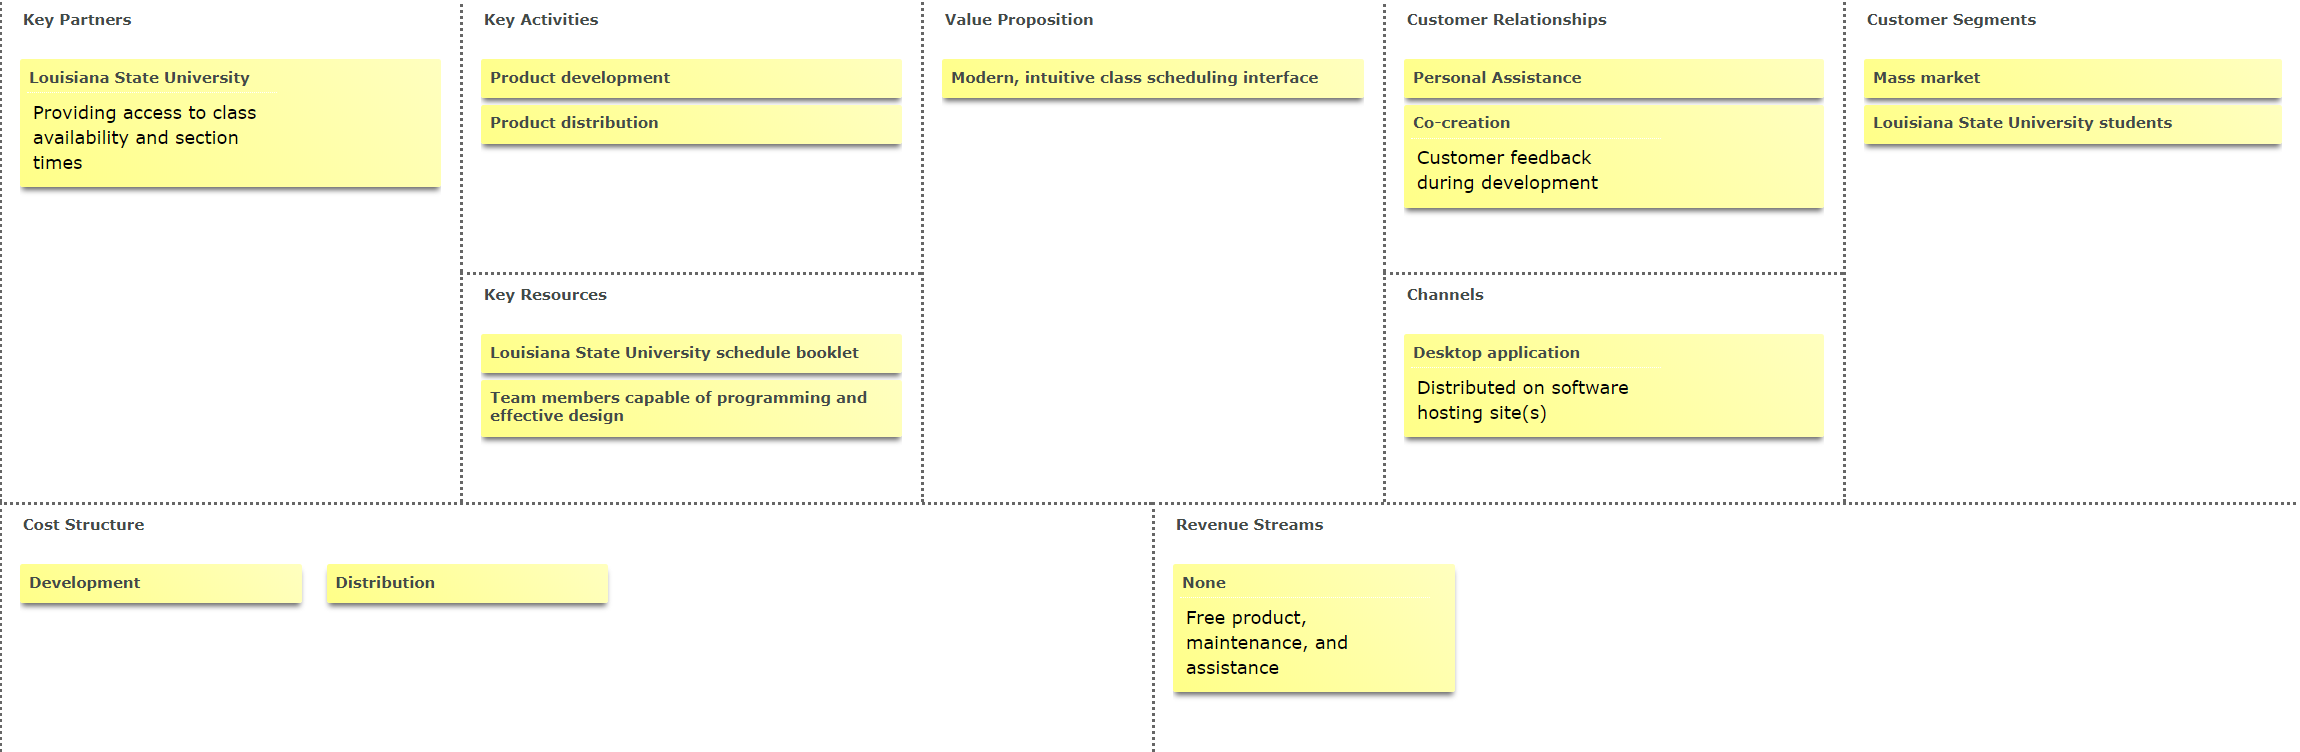 Key Partners
Louisiana State University
Providing access to class
availability and section
times
Key Activities
Product development
Product distribution
Key Resources
Louisiana State University schedule booklet
Team members capable of programming and
effective design
Value Proposition
Modern, intuitive class scheduling interface
Customer Relationships
Personal Assistance
Co-creation
Customer feedback
during development
Channels
Desktop application
Distributed on software
hosting site(s)
Customer Segments
Mass market
Louisiana State University students
Cost Structure
Development
Distribution
Revenue Streams
None
Free product,
maintenance, and
assistance